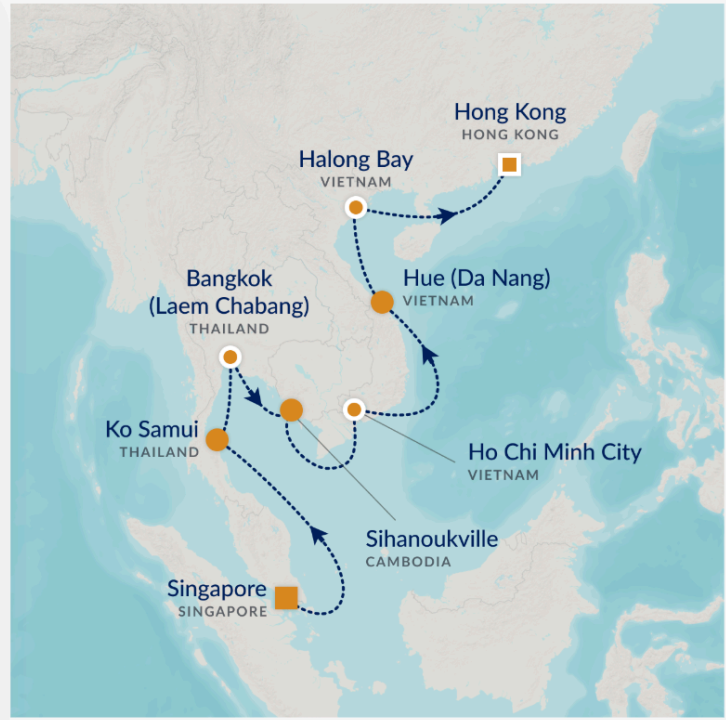 Hong Kong
HONG KONG
Halong Bay
VIETNAM
Bangkok
(Laem Chabang)
THAILAND
Hue (Da Nang)
VIETNAM
Ko Samui
THAILAND
Ho Chi Minh City
VIETNAM
Sihanoukville
CAMBODIA
Singapore
SINGAPORE